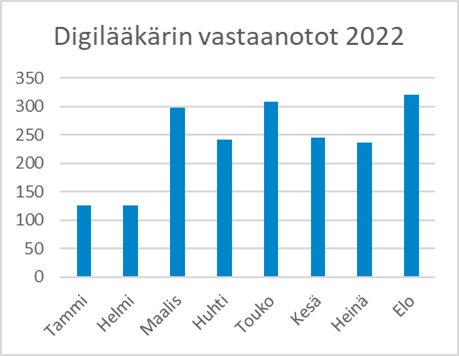 Digilääkärin vastaanotot 2022
350
300
250
200
150
100
50
0
Tammi
Helmi
Maalis
Huhti
Touko
Kesä
Heinä
Elo